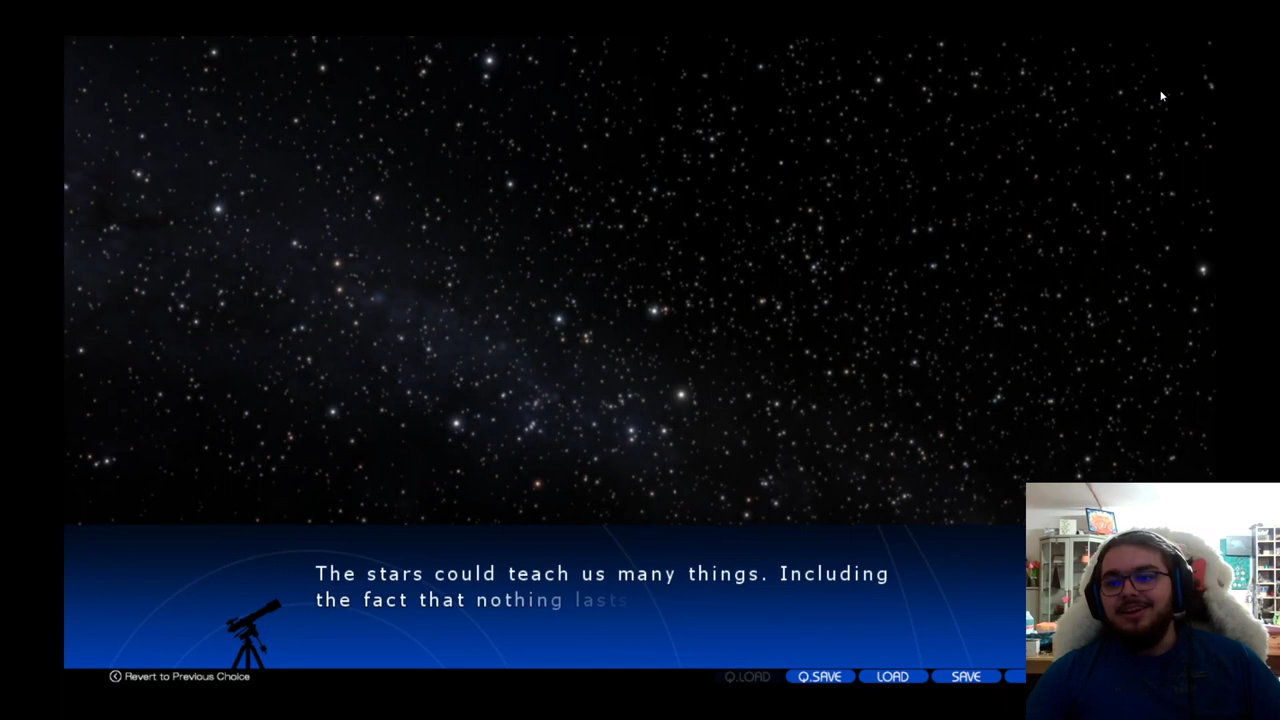 The stars could teach us many things. Including
the fact that nothing lasts
Revert to Previous Choice
Q.LOAD Q.SAVE LOAD SAVE